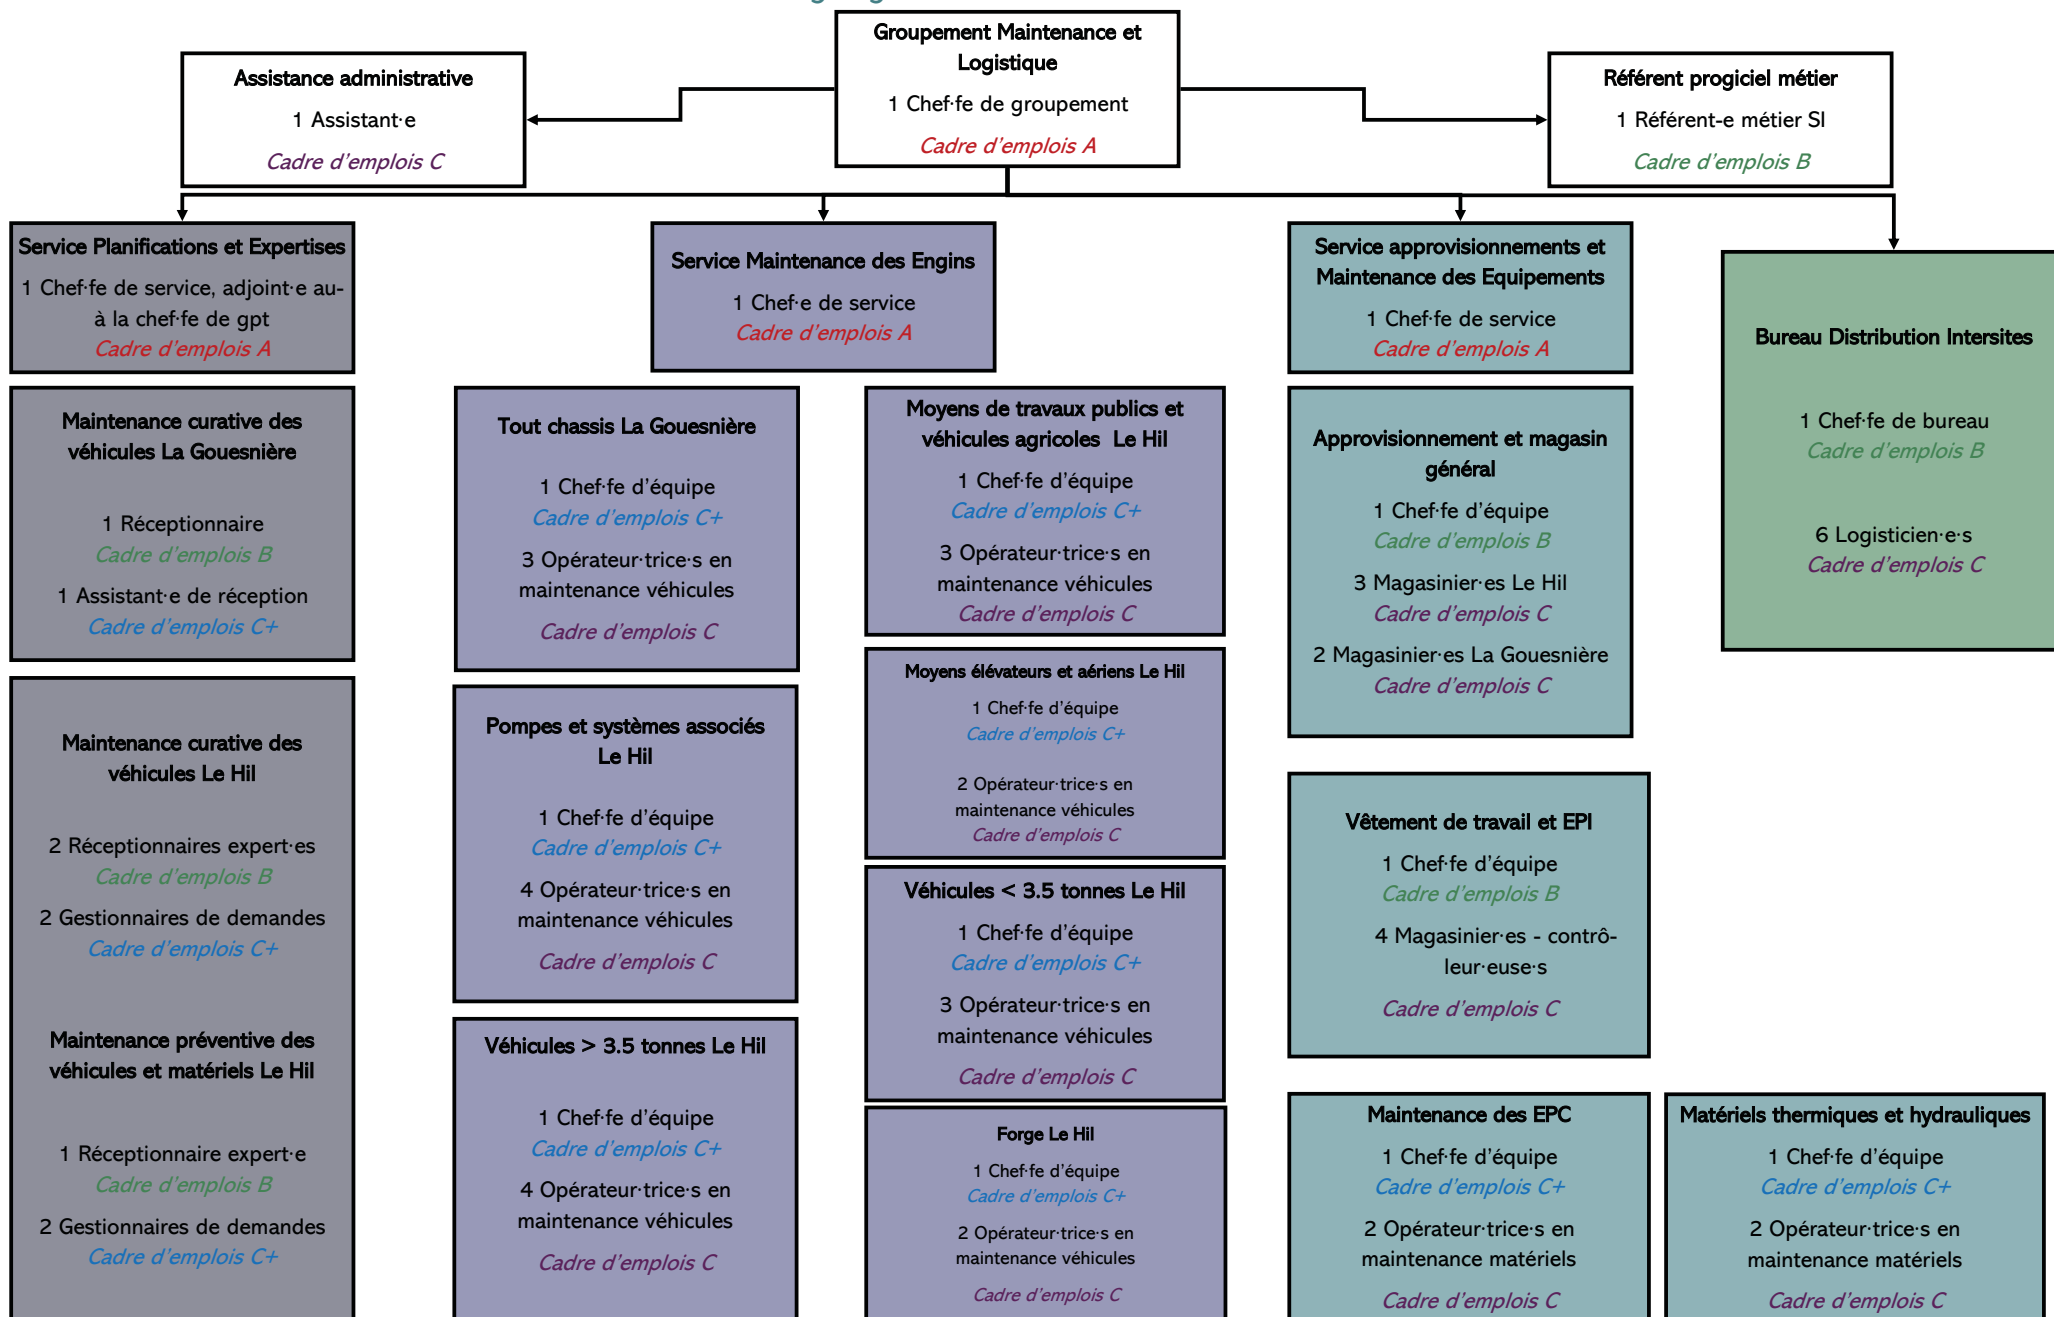 Groupement Maintenance et
Logistique
1 Chef·fe de groupement
Cadre d'emplois A
Assistance administrative
1 Assistant·e
Cadre d'emplois C
Référent progiciel métier
1 Référent-e métier SI
Cadre d'emplois B
Service Planifications et Expertises
1 Chef·fe de service, adjoint·e au-
à la chef·fe de gpt
Cadre d'emplois A
Maintenance curative des
véhicules La Gouesnière
1 Réceptionnaire
Cadre d'emplois B
1 Assistant·e de réception
Cadre d'emplois C+
Maintenance curative des
véhicules Le Hil
2 Réceptionnaires expert·es
Cadre d'emplois B
2 Gestionnaires de demandes
Cadre d'emplois C+
Maintenance préventive des
véhicules et matériels Le Hil
1 Réceptionnaire expert·e
Cadre d'emplois B
2 Gestionnaires de demandes
Cadre d'emplois C+
Service Maintenance des Engins
1 Chef·e de service
Cadre d'emplois A
Tout chassis La Gouesnière
1 Chef·fe d'équipe
Cadre d'emplois C+
3 Opérateur·trice·s en
maintenance véhicules
Cadre d'emplois C
Pompes et systèmes associés
Le Hil
1 Chef·fe d'équipe
Cadre d'emplois C+
4 Opérateur·trice·s en
maintenance véhicules
Cadre d'emplois C
Véhicules > 3.5 tonnes Le Hil
1 Chef·fe d'équipe
Cadre d'emplois C+
4 Opérateur·trice·s en
maintenance véhicules
Cadre d'emplois C
Moyens de travaux publics et
véhicules agricoles Le Hil
1 Chef·fe d'équipe
Cadre d'emplois C+
3 Opérateur·trice·s en
maintenance véhicules
Cadre d'emplois C
Moyens élévateurs et aériens Le Hil
1 Chef·fe d'équipe
Cadre d'emplois C+
2 Opérateur·trice·s en
maintenance véhicules
Cadre d'emplois C
Véhicules < 3.5 tonnes Le Hil
1 Chef·fe d'équipe
Cadre d'emplois C+
3 Opérateur·trice·s en
maintenance véhicules
Cadre d'emplois C
Forge Le Hil
1 Chef·fe d'équipe
Cadre d'emplois C+
2 Opérateur·trice·s en
maintenance véhicules
Cadre d'emplois C
Service approvisionnements et
Maintenance des Equipements
1 Chef·fe de service
Cadre d'emplois A
Approvisionnement et magasin
général
1 Chef·fe d'équipe
Cadre d'emplois B
3 Magasinier·es Le Hil
Cadre d'emplois C
2 Magasinier·es La Gouesnière
Cadre d'emplois C
Vêtement de travail et EPI
1 Chef·fe d'équipe
Cadre d'emplois B
4 Magasinier·es - contrô-
leur·euse·s
Cadre d'emplois C
Maintenance des EPC
1 Chef·fe d'équipe
Cadre d'emplois C+
2 Opérateur·trice·s en
maintenance matériels
Cadre d'emplois C
Matériels thermiques et hydrauliques
1 Chef·fe d'équipe
Cadre d'emplois C+
2 Opérateur·trice·s en
maintenance matériels
Cadre d'emplois C
Bureau Distribution Intersites
1 Chef·fe de bureau
Cadre d'emplois B
6 Logisticien·e·s
Cadre d'emplois C